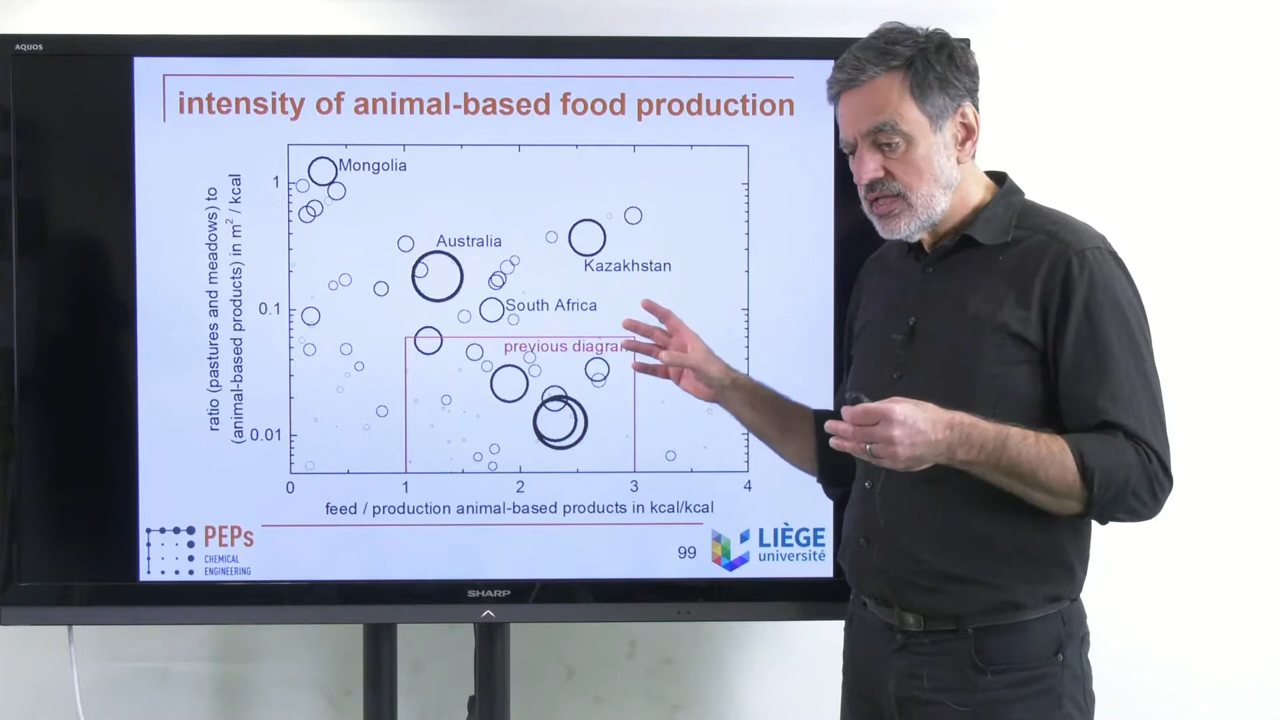 AQUOS
intensity of animal-based food production
ratio (pastures and meadows) to
(animal-based products) in m² / kcal
1
0.1
0.01
Mongolia
Australia
Kazakhstan
South Africa
previous diagram
0 1 2 3 4
feed / production animal-based products in kcal/kcal
PEPs
CHEMICAL
ENGINEERING
99
LIÈGE
université
SHARP